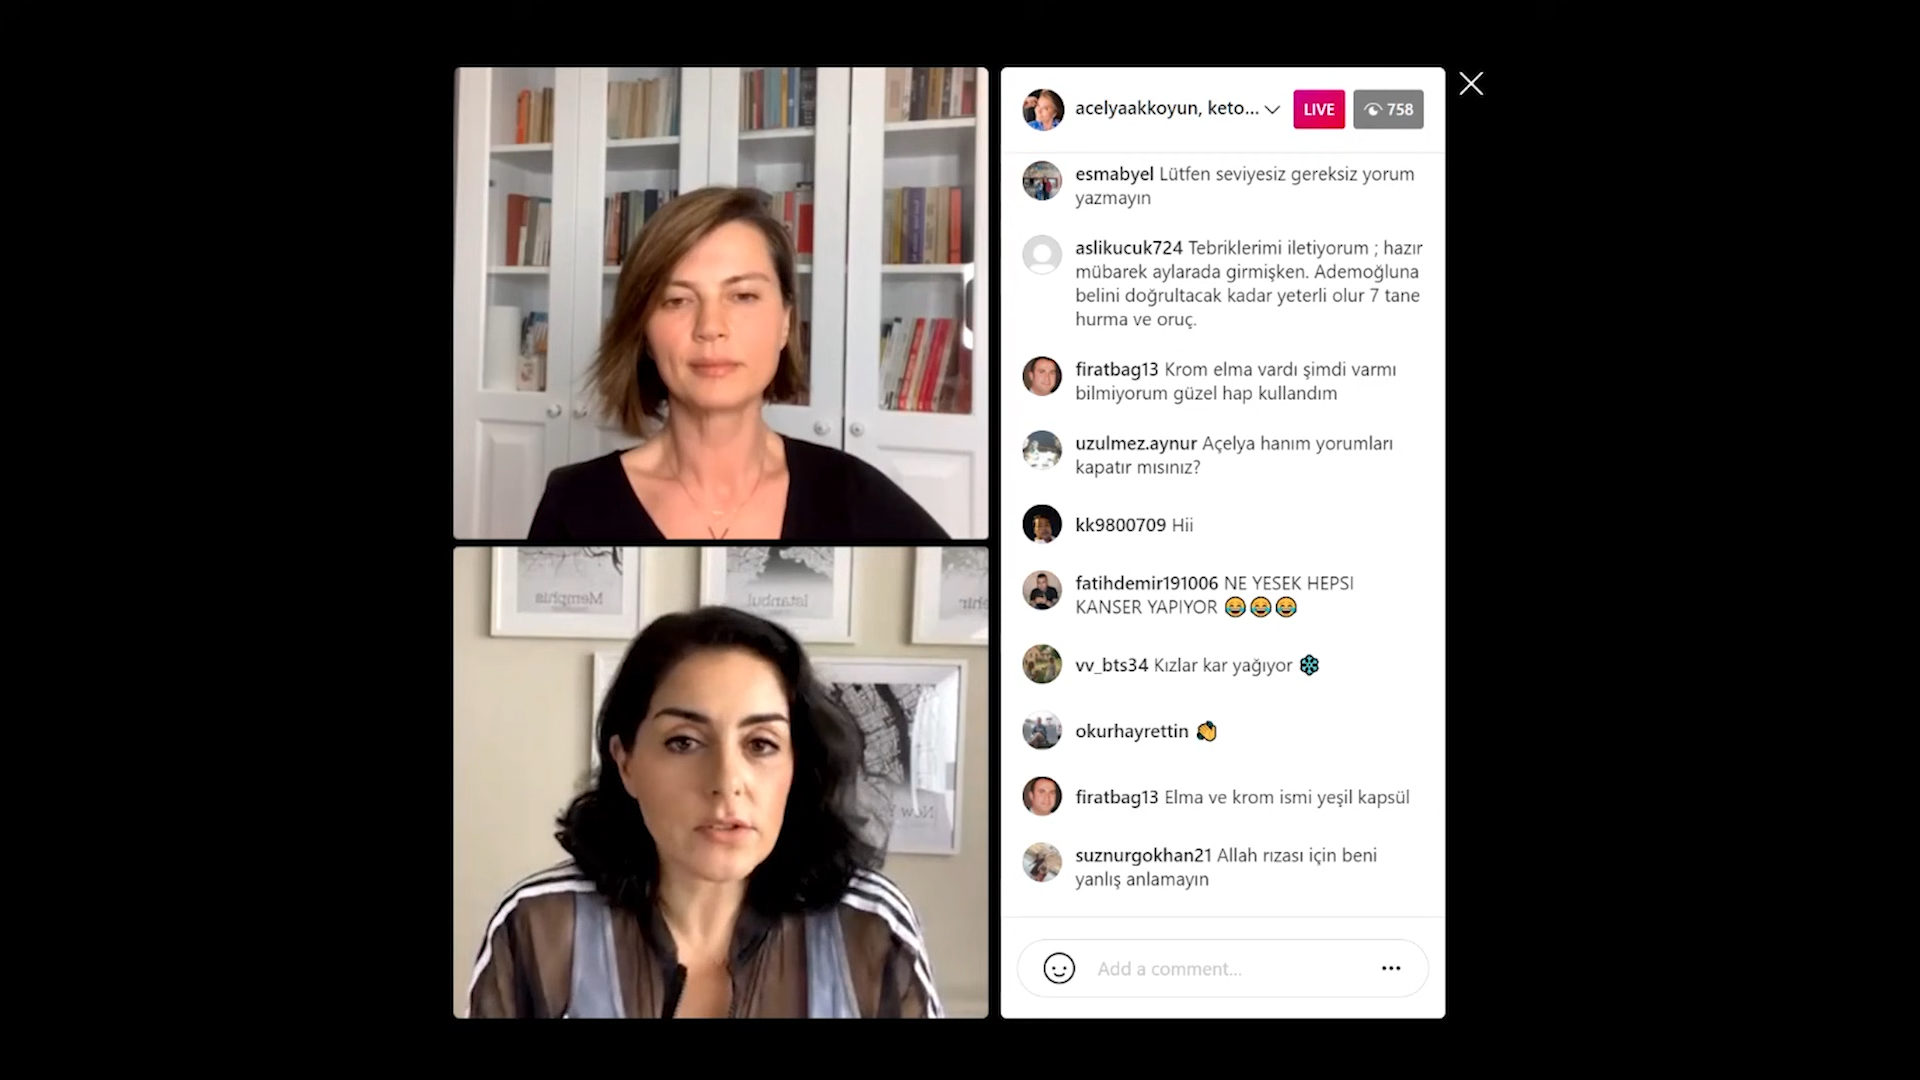 acelyaakkoyun, keto...
LIVE
758
esmabyel Lütfen seviyesiz gereksiz yorum
yazmayın
aslikucuk724 Tebriklerimi iletiyorum ; hazır
mübarek aylarada girmişken. Ademoğluna
belini doğrultacak kadar yeterli olur 7 tane
hurma ve oruç.
firatbag13 Krom elma vardı şimdi varmı
bilmiyorum güzel hap kullandım
uzulmez.aynur Açelya hanım yorumları
kapatır mısınız?
kk9800709 Hii
fatihdemir191006 NE YESEK HEPSI
KANSER YAPIYOR 😂😂😂
vv_bts34 Kızlar kar yağıyor ❄️
okurhayrettin 👏
firatbag13 Elma ve krom ismi yeşil kapsül
suznurgokhan21 Allah rızası için beni
yanlış anlamayın
Add a comment...
Memphis
İstanbul
New